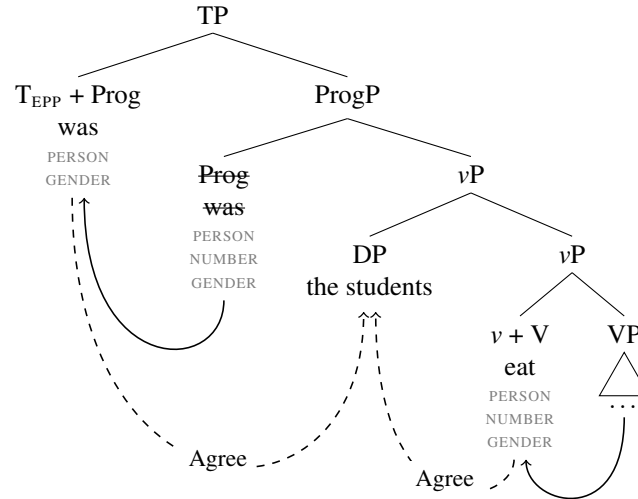 TP
T_EPP + Prog ProgP
was
PERSON
GENDER
Prog vP
was
PERSON
NUMBER
GENDER
DP vP
the students
v + V VP
eat
PERSON
NUMBER
GENDER
...
Agree Agree